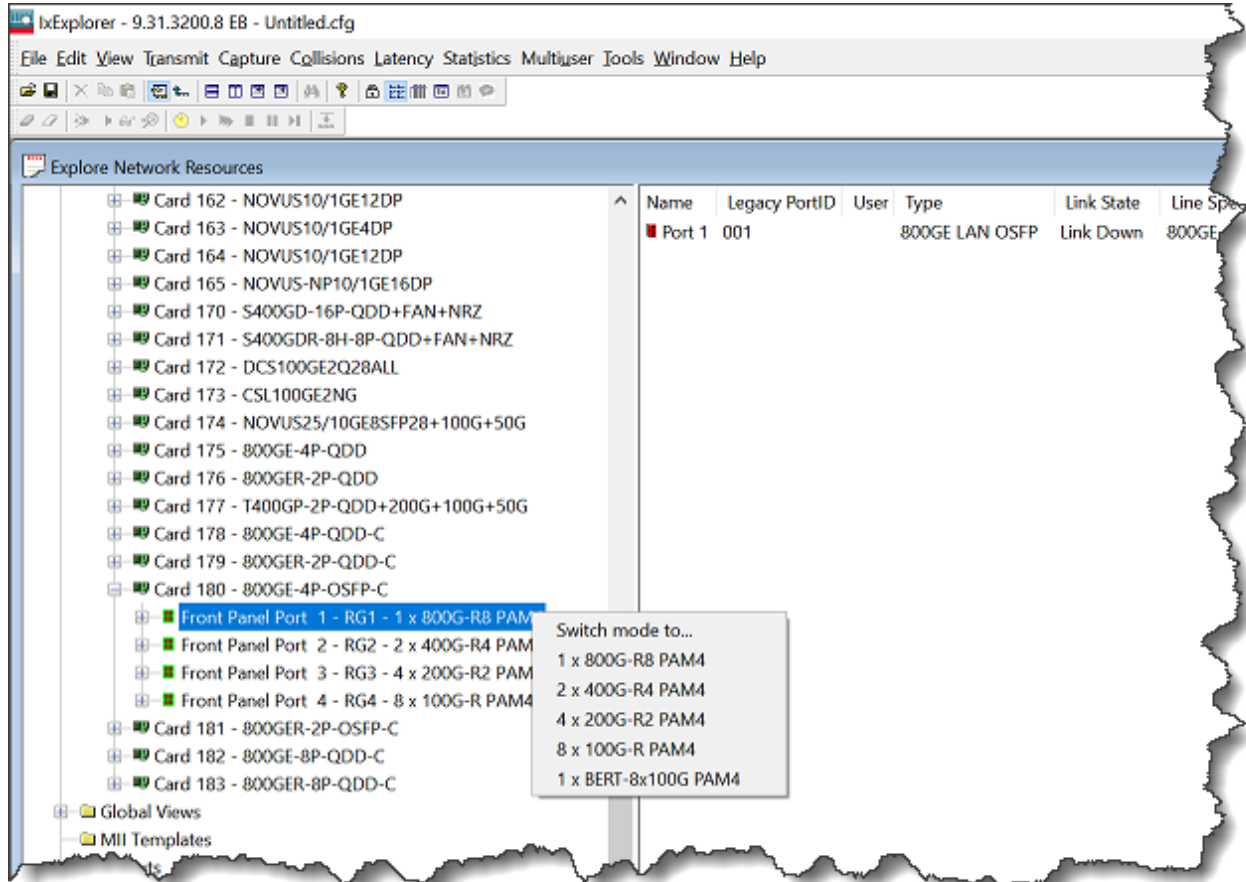 IxExplorer - 9.31.3200.8 EB - Untitled.cfg
File Edit View Transmit Capture Collisions Latency Statistics Multiuser Tools Window Help
Explore Network Resources
Card 162 - NOVUS10/1GE12DP
Card 163 - NOVUS10/1GE4DP
Card 164 - NOVUS10/1GE12DP
Card 165 - NOVUS-NP10/1GE16DP
Card 170 - S400GD-16P-QDD+FAN+NRZ
Card 171 - S400GDR-8H-8P-QDD+FAN+NRZ
Card 172 - DCS100GE2Q28ALL
Card 173 - CSL100GE2NG
Card 174 - NOVUS25/10GE8SFP28+100G+50G
Card 175 - 800GE-4P-QDD
Card 176 - 800GER-2P-QDD
Card 177 - T400GP-2P-QDD+200G+100G+50G
Card 178 - 800GE-4P-QDD-C
Card 179 - 800GER-2P-QDD-C
Card 180 - 800GE-4P-OSFP-C
Front Panel Port 1 - RG1 - 1 x 800G-R8 PAM
Front Panel Port 2 - RG2 - 2 x 400G-R4 PAM
Front Panel Port 3 - RG3 - 4 x 200G-R2 PAM
Front Panel Port 4 - RG4 - 8 x 100G-R PAM4
Card 181 - 800GER-2P-OSFP-C
Card 182 - 800GE-8P-QDD-C
Card 183 - 800GER-8P-QDD-C
Global Views
MII Templates
Name Legacy PortID User Type Link State Line Spe
Port 1 001 800GE LAN OSFP Link Down 800GE
Switch mode to...
1 x 800G-R8 PAM4
2 x 400G-R4 PAM4
4 x 200G-R2 PAM4
8 x 100G-R PAM4
1 x BERT-8x100G PAM4